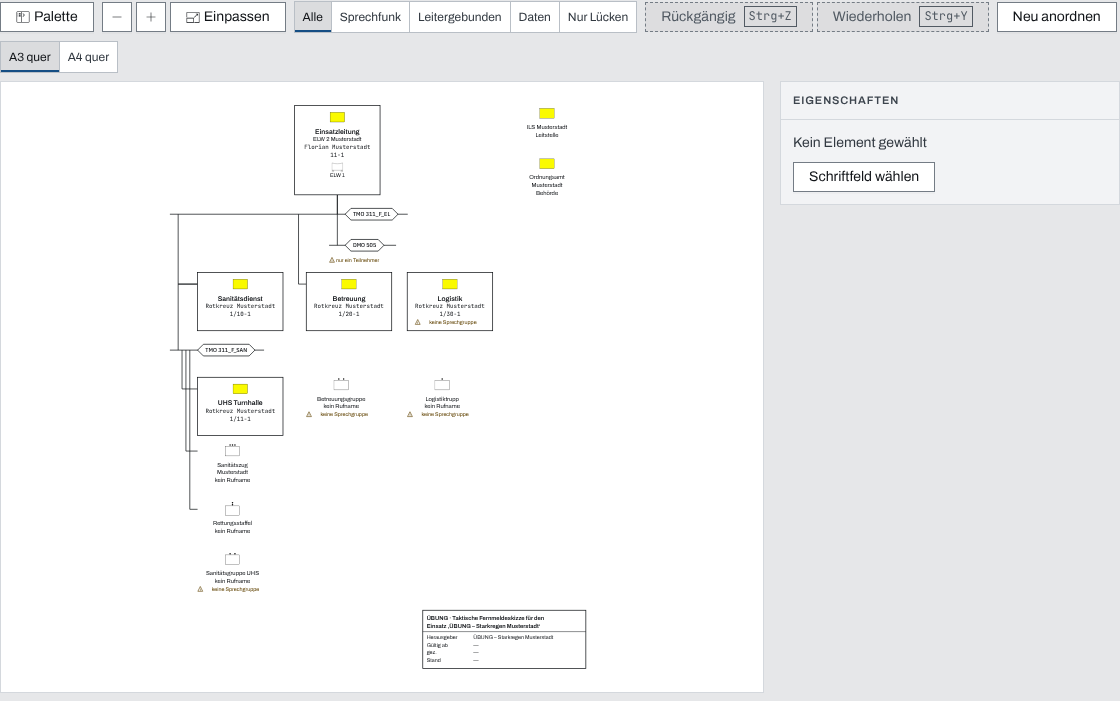 Palette
−
+
Einpassen
Alle
Sprechfunk
Leitergebunden
Daten
Nur Lücken
Rückgängig Strg+Z
Wiederholen Strg+Y
Neu anordnen
A3 quer
A4 quer
EIGENSCHAFTEN
Kein Element gewählt
Schriftfeld wählen
Einsatzleitung
ELW 2 Musterstadt
Florian Musterstadt
11-1
ELW 1
ILS Musterstadt
Leitstelle
Ordnungsamt
Musterstadt
Behörde
TMO 311_F_EL
DMO 505
nur ein Teilnehmer
Sanitätsdienst
Rotkreuz Musterstadt
1/10-1
Betreuung
Rotkreuz Musterstadt
1/20-1
Logistik
Rotkreuz Musterstadt
1/30-1
keine Sprechgruppe
TMO 311_F_SAN
UHS Turnhalle
Rotkreuz Musterstadt
1/11-1
Betreuungsgruppe
kein Rufname
keine Sprechgruppe
Logistiktrupp
kein Rufname
keine Sprechgruppe
Sanitätszug
Musterstadt
kein Rufname
Rettungsstaffel
kein Rufname
Sanitätsgruppe UHS
kein Rufname
keine Sprechgruppe
ÜBUNG · Taktische Fernmeldeskizze für den
Einsatz ‚ÜBUNG – Starkregen Musterstadt‘
Herausgeber ÜBUNG – Starkregen Musterstadt
Gültig ab —
gez. —
Stand —